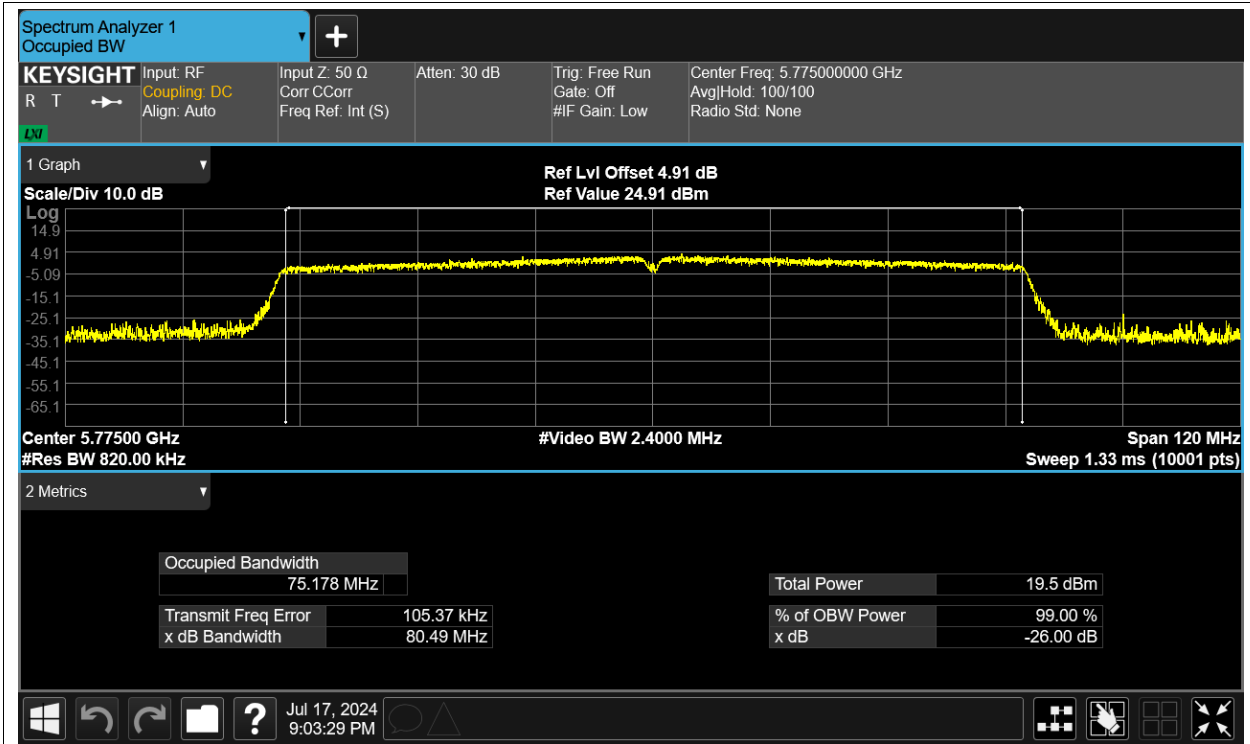 Spectrum Analyzer 1
Occupied BW
KEYSIGHT
R T
LXI
Input: RF
Coupling: DC
Align: Auto
Input Z: 50 Ω
Corr CCorr
Freq Ref: Int (S)
Atten: 30 dB
Trig: Free Run
Gate: Off
#IF Gain: Low
Center Freq: 5.775000000 GHz
Avg|Hold: 100/100
Radio Std: None
1 Graph
Scale/Div 10.0 dB
Ref Lvl Offset 4.91 dB
Ref Value 24.91 dBm
Log
14.9
4.91
-5.09
-15.1
-25.1
-35.1
-45.1
-55.1
-65.1
Center 5.77500 GHz
#Video BW 2.4000 MHz
Span 120 MHz
#Res BW 820.00 kHz
Sweep 1.33 ms (10001 pts)
2 Metrics
Occupied Bandwidth
75.178 MHz
Transmit Freq Error 105.37 kHz
x dB Bandwidth 80.49 MHz
Total Power 19.5 dBm
% of OBW Power 99.00 %
x dB -26.00 dB
?
Jul 17, 2024
9:03:29 PM